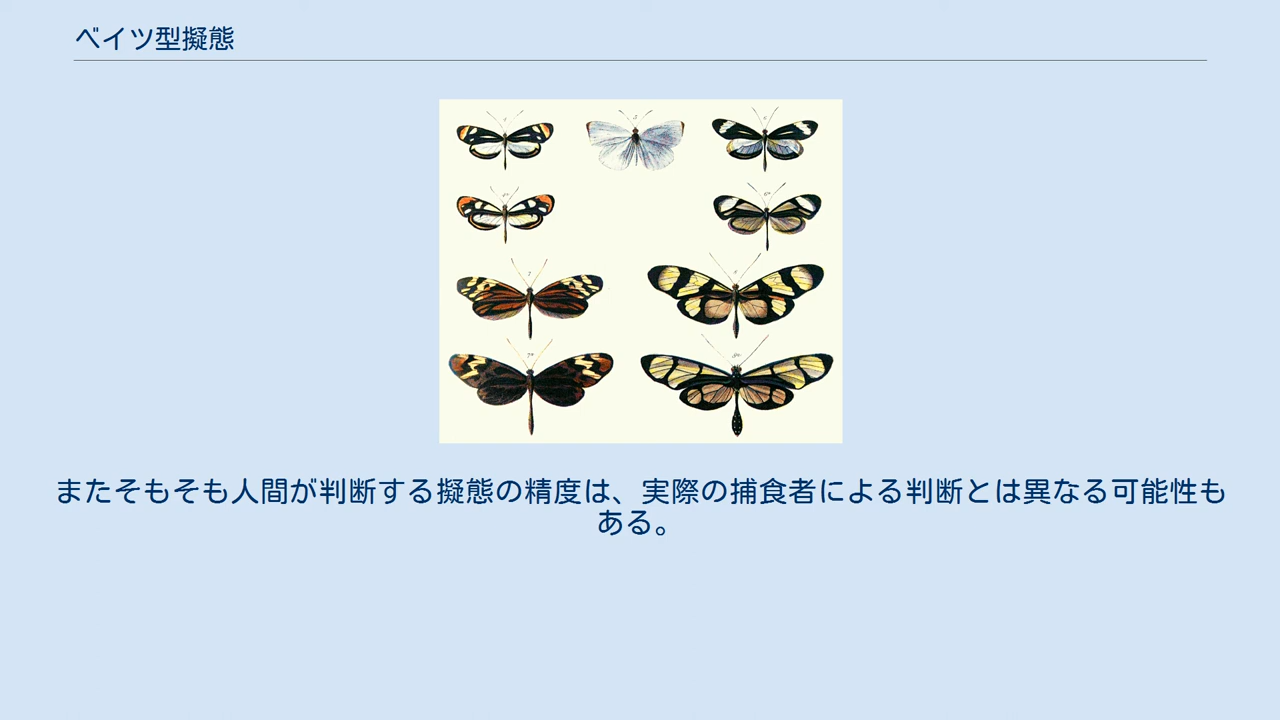 ベイツ型擬態
またそもそも人間が判断する擬態の精度は、実際の捕食者による判断とは異なる可能性も
ある。